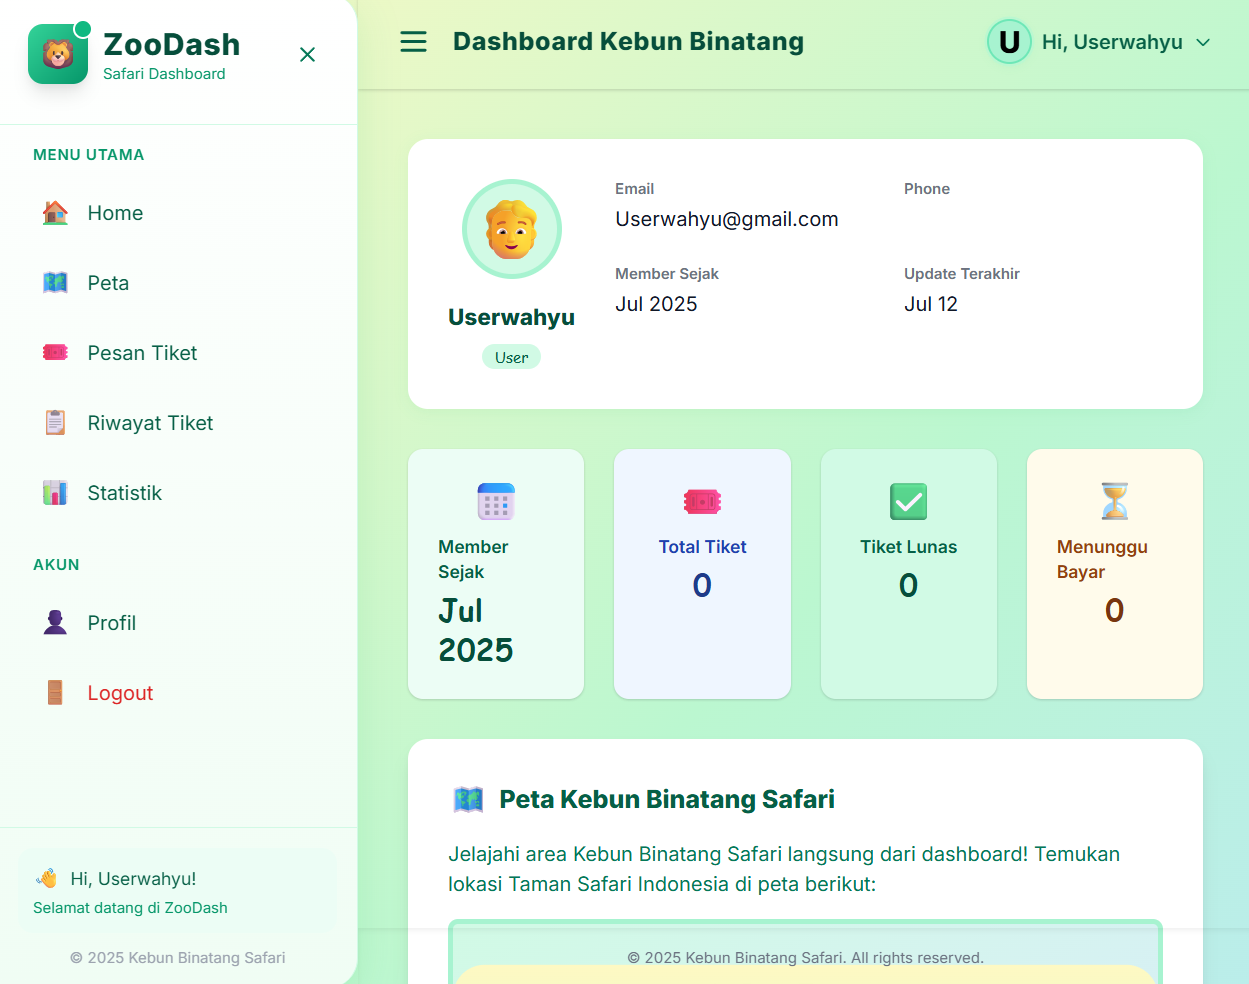 ZooDash
Safari Dashboard
MENU UTAMA
Home
Peta
Pesan Tiket
Riwayat Tiket
Statistik
AKUN
Profil
Logout
Hi, Userwahyu!
Selamat datang di ZooDash
© 2025 Kebun Binatang Safari
Dashboard Kebun Binatang
U
Hi, Userwahyu
Userwahyu
User
Email
Userwahyu@gmail.com
Phone
Member Sejak
Jul 2025
Update Terakhir
Jul 12
Member
Sejak
Jul
2025
Total Tiket
0
Tiket Lunas
0
Menunggu
Bayar
0
Peta Kebun Binatang Safari
Jelajahi area Kebun Binatang Safari langsung dari dashboard! Temukan
lokasi Taman Safari Indonesia di peta berikut:
© 2025 Kebun Binatang Safari. All rights reserved.